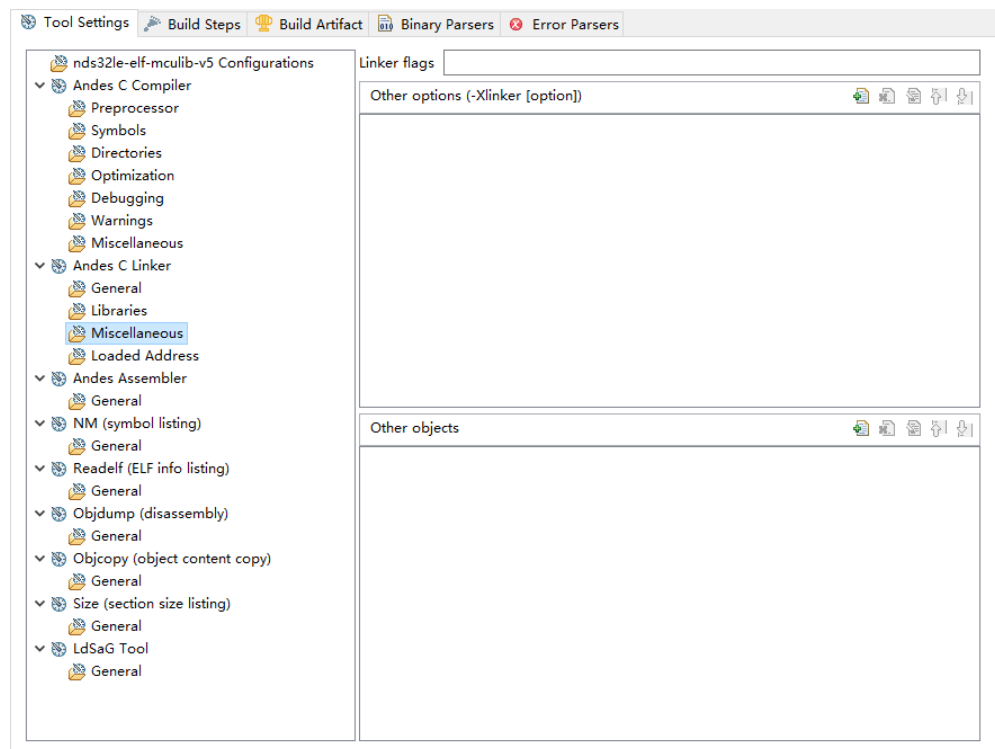 Tool Settings Build Steps Build Artifact Binary Parsers Error Parsers
nds32le-elf-mculib-v5 Configurations
Andes C Compiler
Preprocessor
Symbols
Directories
Optimization
Debugging
Warnings
Miscellaneous
Andes C Linker
General
Libraries
Miscellaneous
Loaded Address
Andes Assembler
General
NM (symbol listing)
General
Readelf (ELF info listing)
General
Objdump (disassembly)
General
Objcopy (object content copy)
General
Size (section size listing)
General
LdSaG Tool
General
Linker flags
Other options (-Xlinker [option])
Other objects